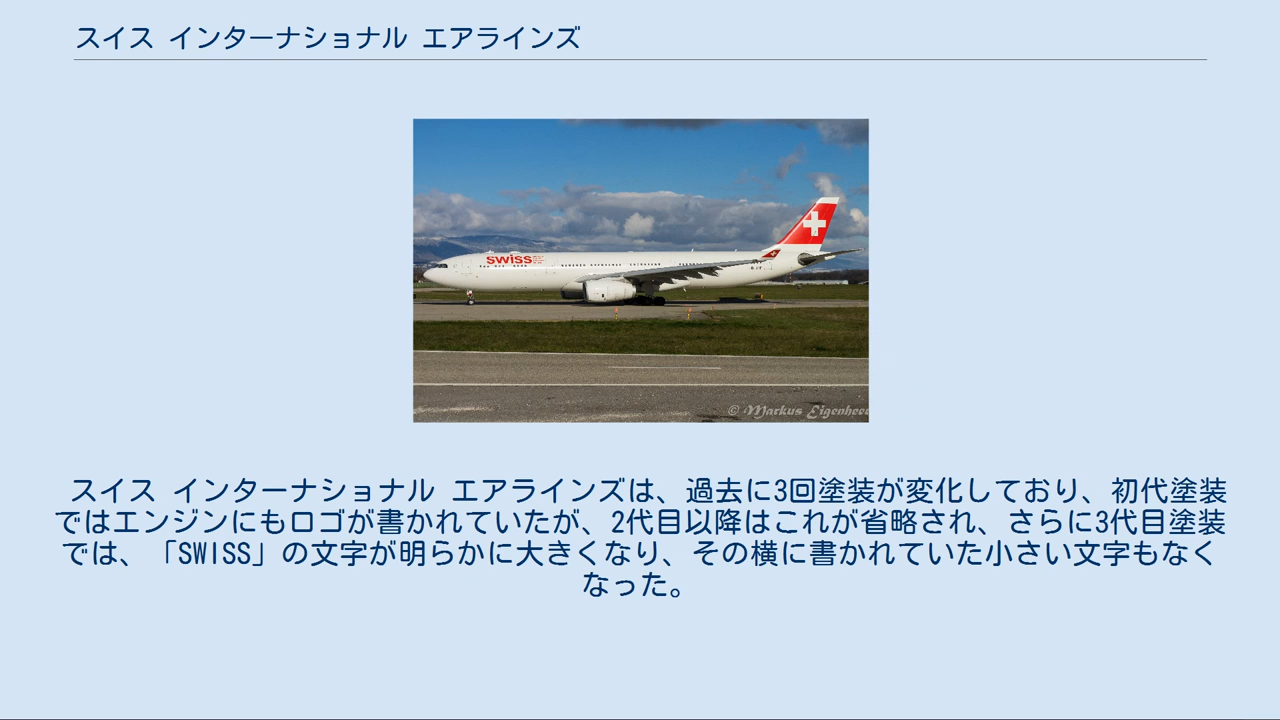 スイス インターナショナル エアラインズ
swiss
© Markus Eigenheer
スイス インターナショナル エアラインズは、過去に3回塗装が変化しており、初代塗装
ではエンジンにもロゴが書かれていたが、2代目以降はこれが省略され、さらに3代目塗装
では、「SWISS」の文字が明らかに大きくなり、その横に書かれていた小さい文字もなく
なった。